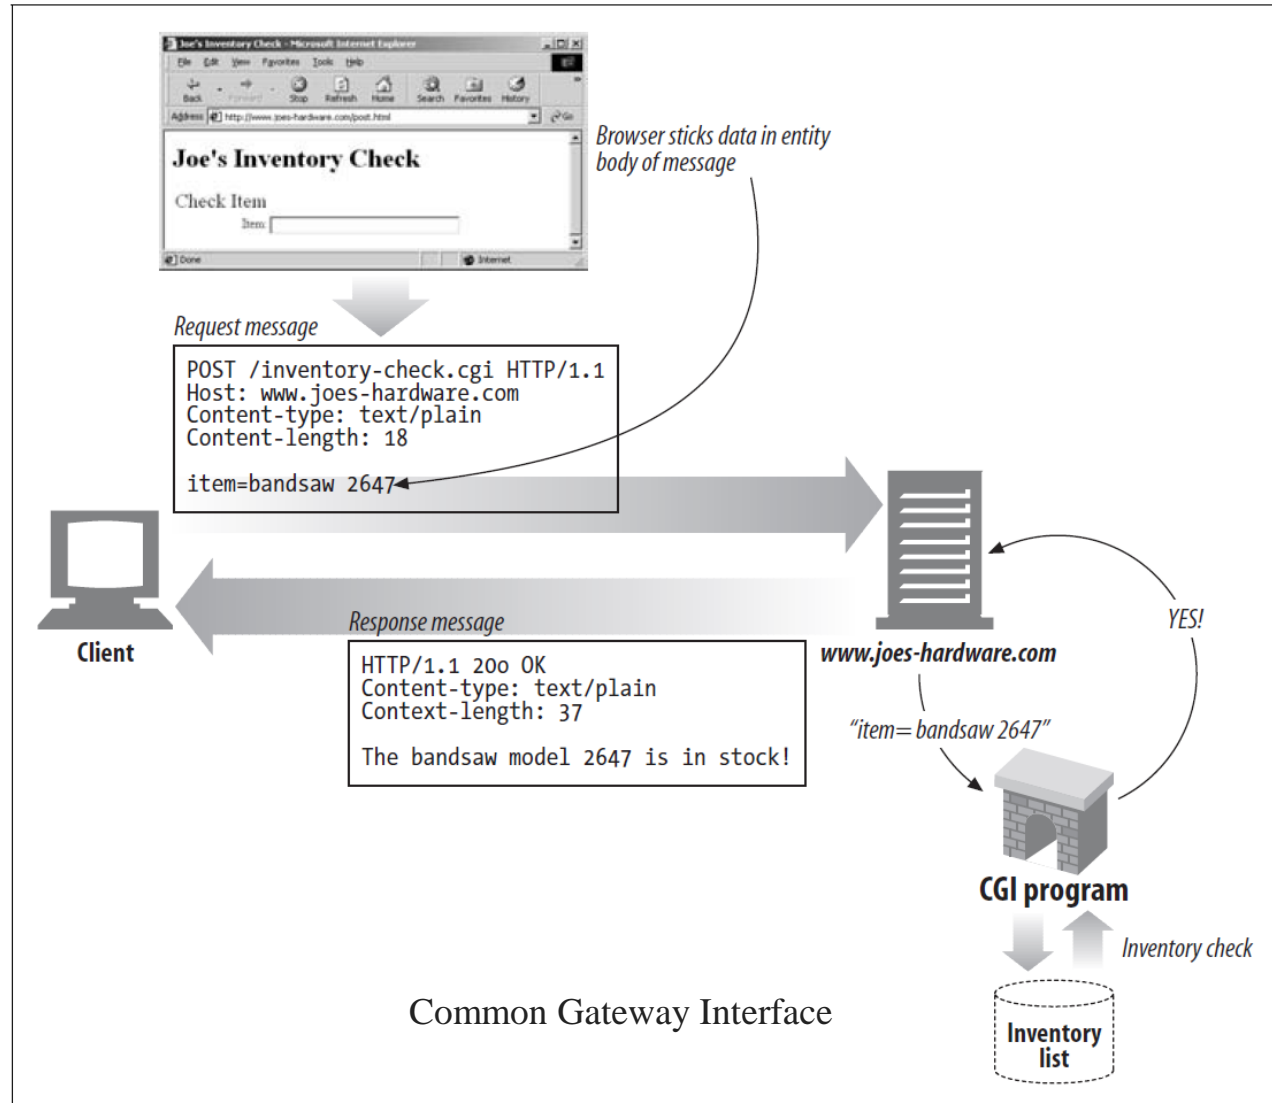 Joe's Inventory Check - Microsoft Internet Explorer
File Edit View Favorites Tools Help
Back Forward Stop Refresh Home Search Favorites History
Address http://www.joes-hardware.com/post.html Go
Joe's Inventory Check
Check Item
Item:
Done Internet
Browser sticks data in entity
body of message
Request message
POST /inventory-check.cgi HTTP/1.1
Host: www.joes-hardware.com
Content-type: text/plain
Content-length: 18
item=bandsaw 2647
Client
Response message
HTTP/1.1 20o OK
Content-type: text/plain
Context-length: 37
The bandsaw model 2647 is in stock!
www.joes-hardware.com
YES!
“item= bandsaw 2647”
CGI program
Inventory check
Inventory
list
Common Gateway Interface